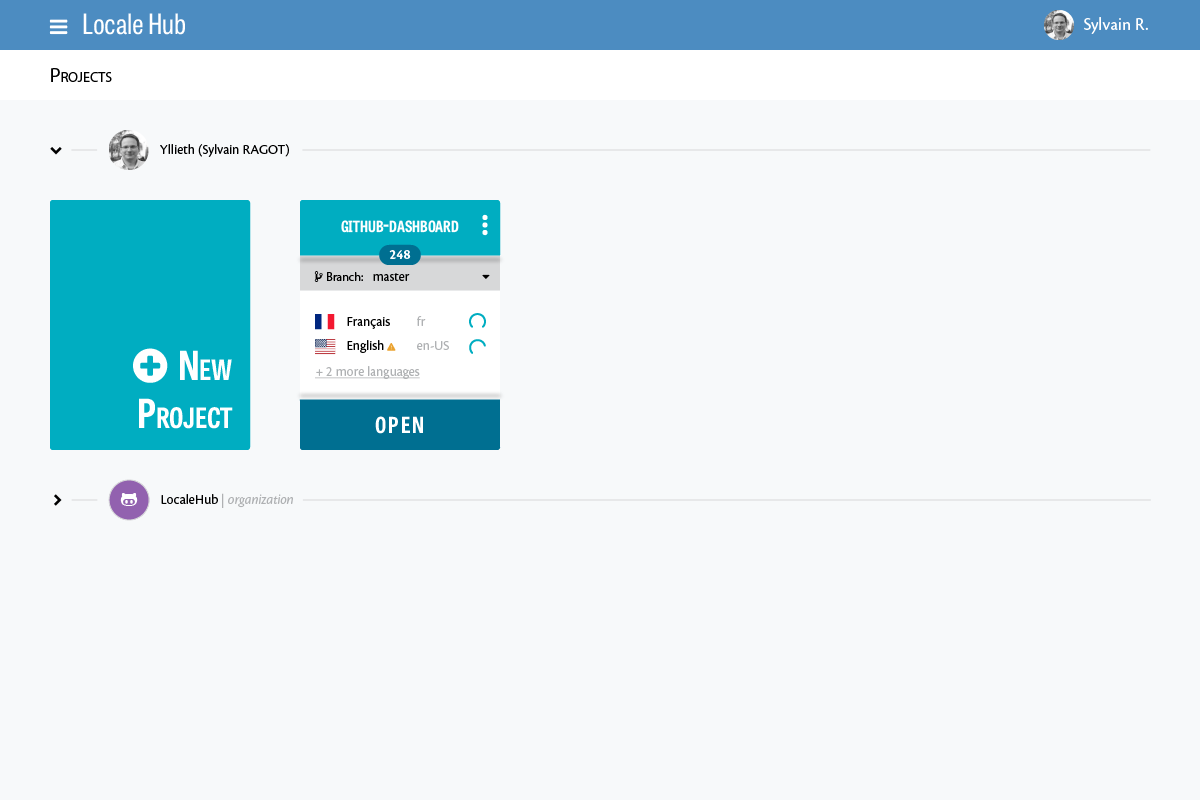 Locale Hub
Sylvain R.
Projects
Yllieth (Sylvain RAGOT)
New
Project
GITHUB-DASHBOARD
248
Branch: master
Français fr
English en-US
+ 2 more languages
OPEN
LocaleHub | organization